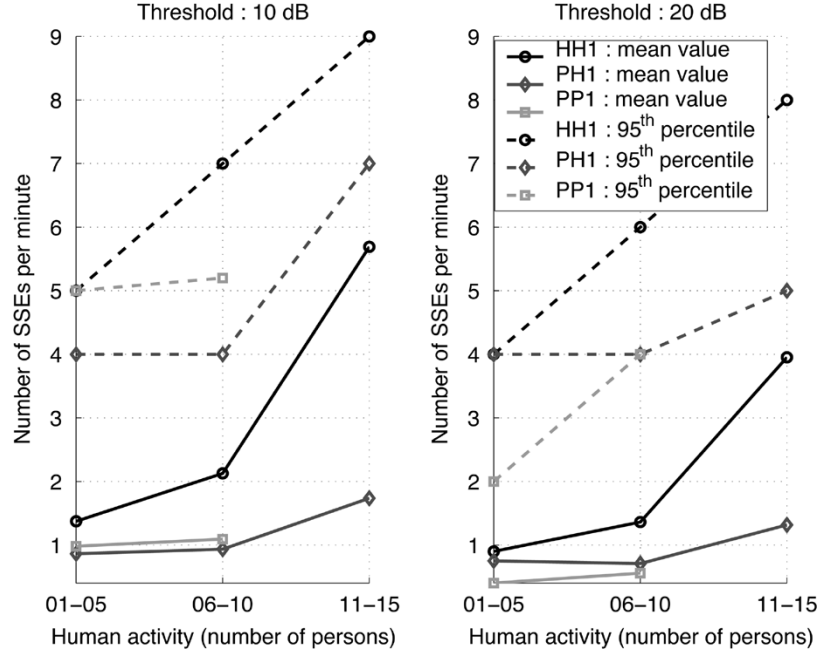 Threshold : 10 dB
Number of SSEs per minute
9
8
7
6
5
4
3
2
1
01–05
06–10
11–15
Human activity (number of persons)
Threshold : 20 dB
Number of SSEs per minute
9
8
7
6
5
4
3
2
1
HH1 : mean value
PH1 : mean value
PP1 : mean value
HH1 : 95th percentile
PH1 : 95th percentile
PP1 : 95th percentile
01–05
06–10
11–15
Human activity (number of persons)